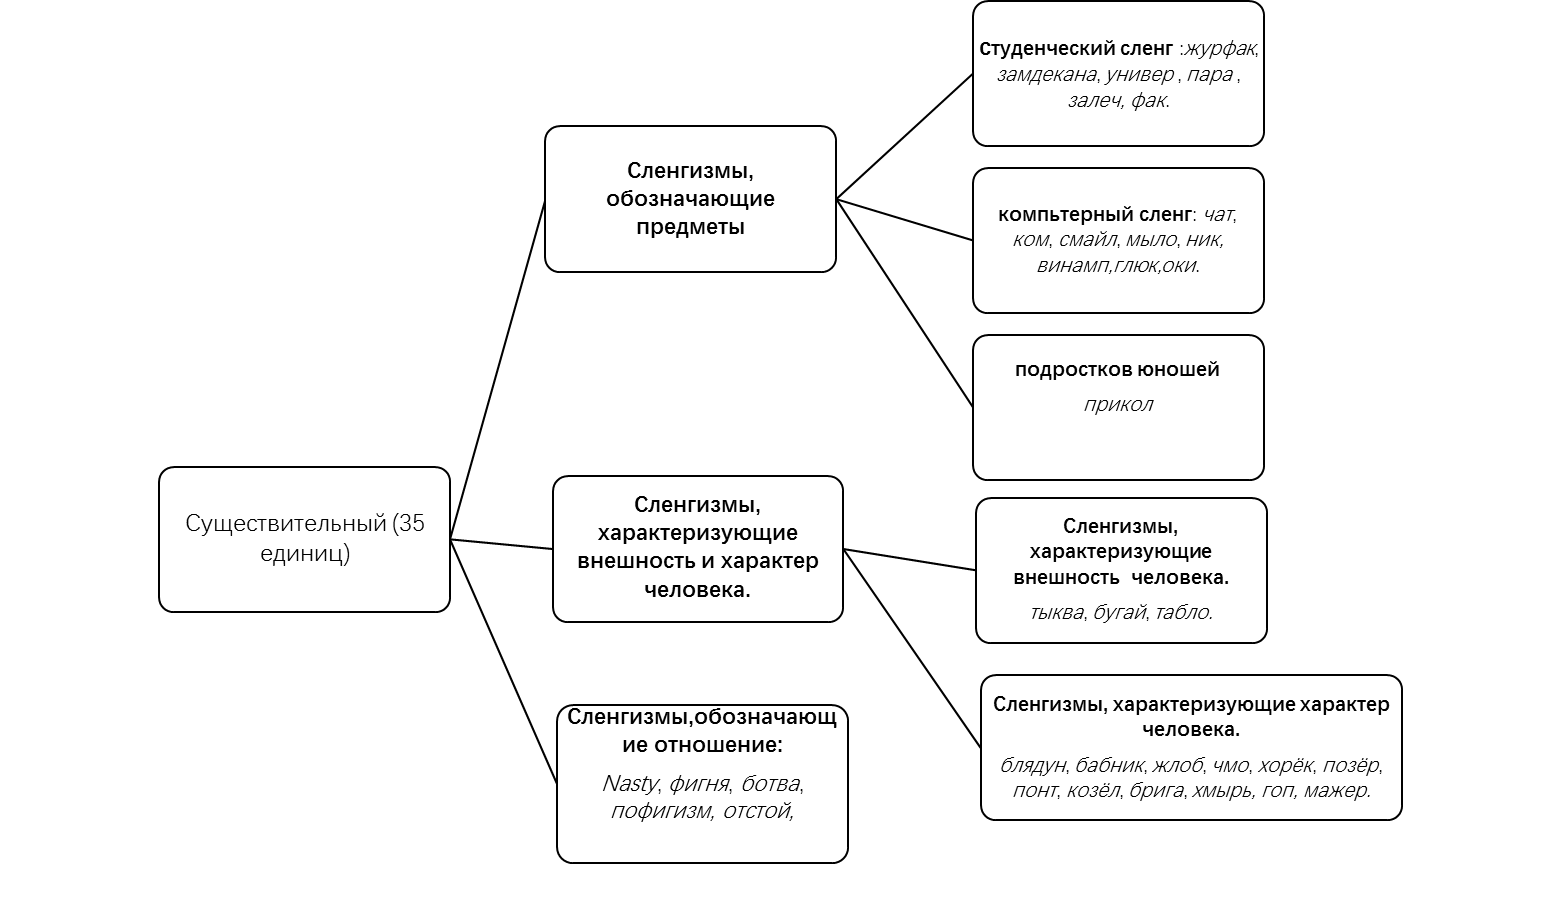 Существительный (35
единиц)
Сленгизмы,
обозначающие
предметы
студенческий сленг :журфак,
замдекана, универ , пара ,
залеч, фак.
компьтерный сленг: чат,
ком, смайл, мыло, ник,
винамп,глюк,оки.
подростков юношей
прикол
Сленгизмы,
характеризующие
внешность и характер
человека.
Сленгизмы,
характеризующие
внешность человека.
тыква, бугай, табло.
Сленгизмы, характеризующие характер
человека.
блядун, бабник, жлоб, чмо, хорёк, позёр,
понт, козёл, брига, хмырь, гоп, мажер.
Сленгизмы,обозначающ
ие отношение:
Nasty, фигня, ботва,
пофигизм, отстой,